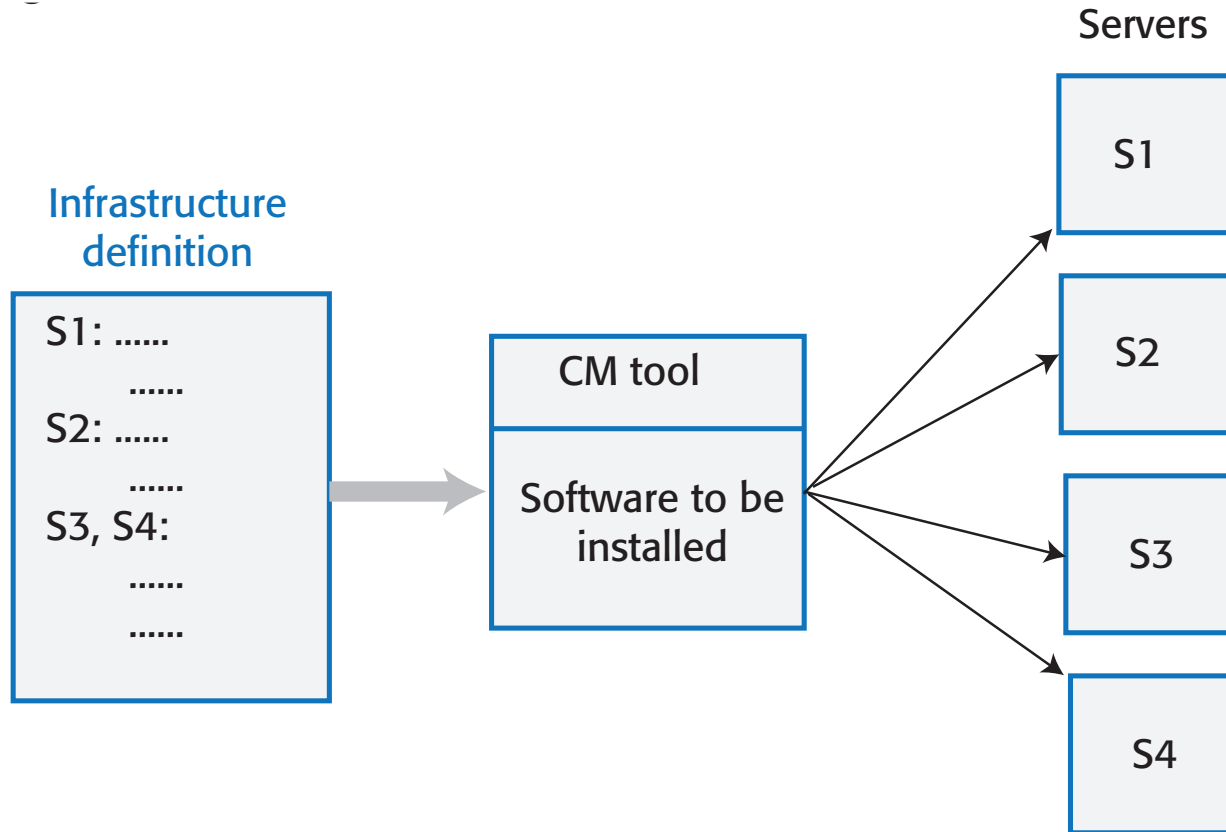 Infrastructure
definition
S1: ......
......
S2: ......
......
S3, S4:
......
......
CM tool
Software to be
installed
Servers
S1
S2
S3
S4